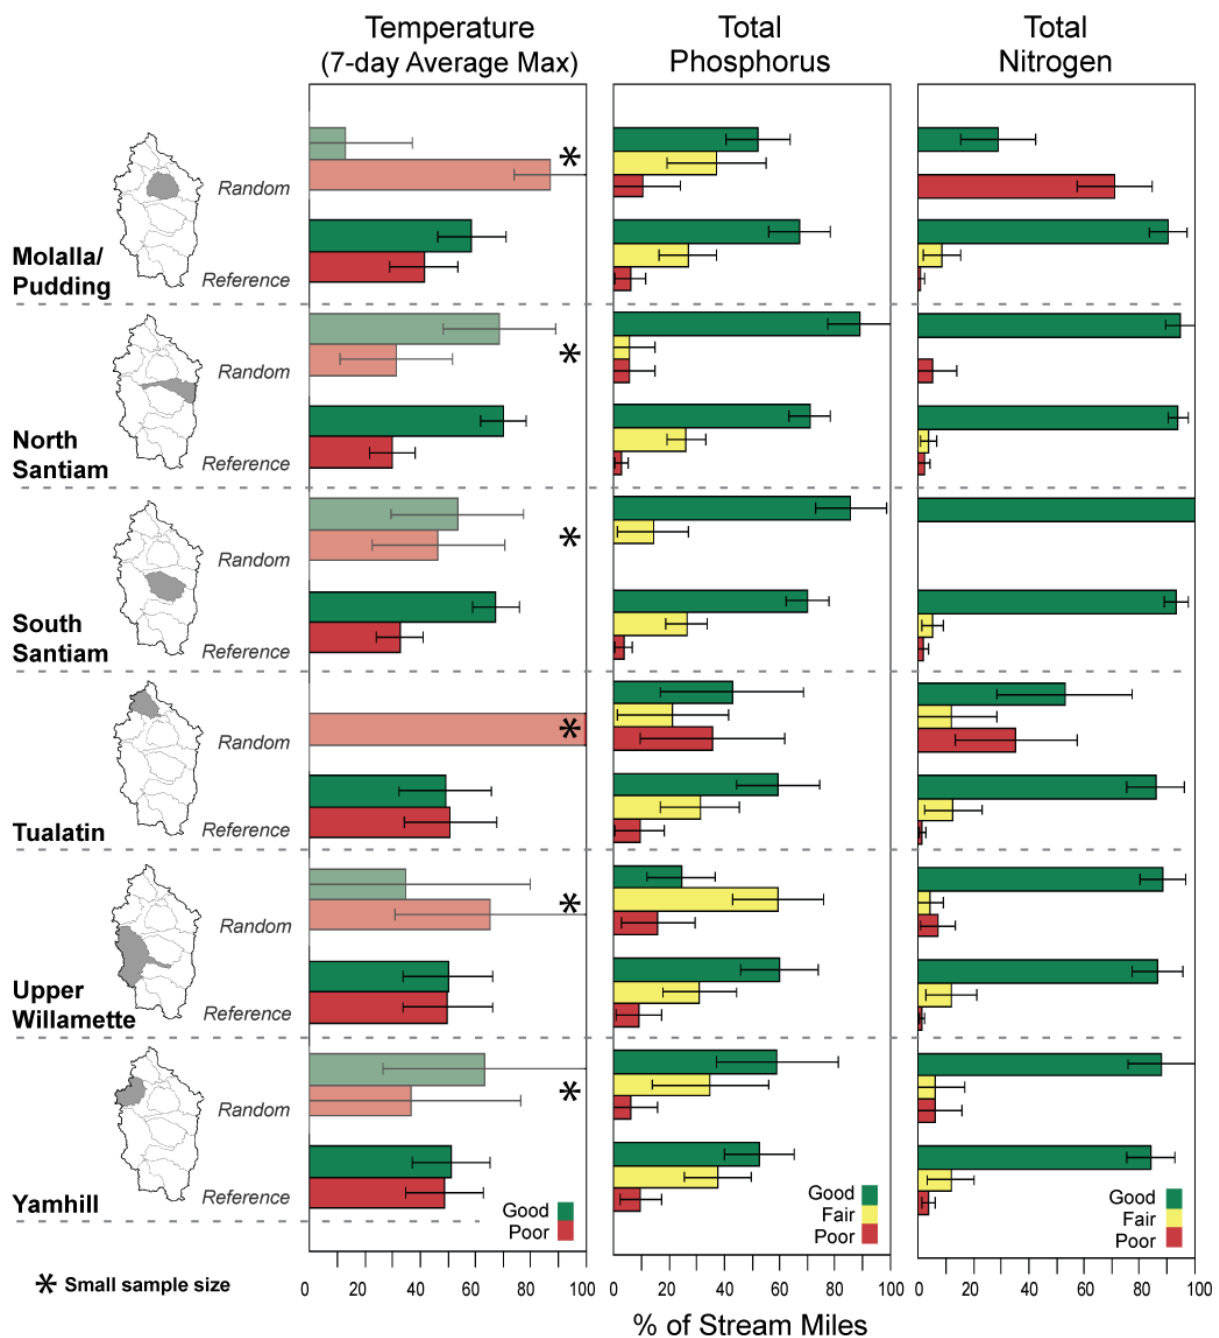 Temperature
(7-day Average Max)
Total
Phosphorus
Total
Nitrogen
Random
Reference
Molalla/
Pudding
*
Random
Reference
North
Santiam
*
Random
Reference
South
Santiam
*
Random
Reference
Tualatin
*
Random
Reference
Upper
Willamette
*
Random
Reference
Yamhill
*
Good
Poor
Good
Fair
Poor
Good
Fair
Poor
0 20 40 60 80 100
0 20 40 60 80 100
0 20 40 60 80 100
* Small sample size
% of Stream Miles